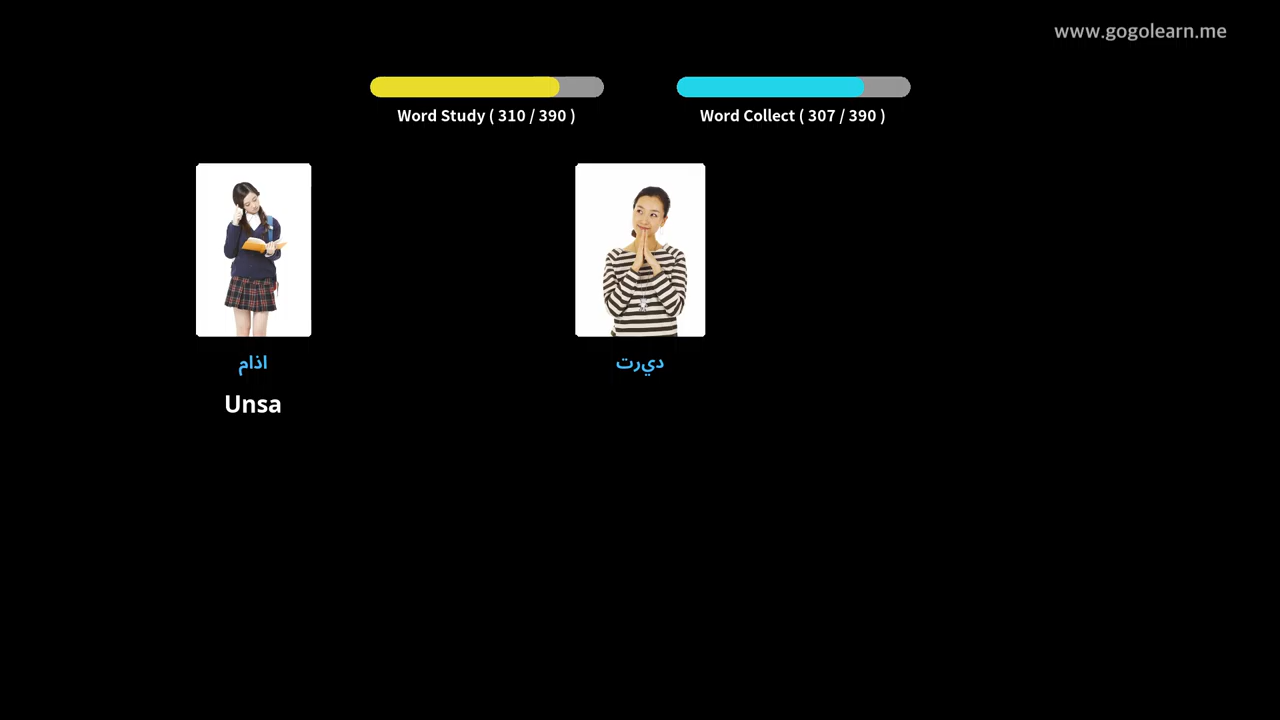 www.gogolearn.me
Word Study ( 310 / 390 )
Word Collect ( 307 / 390 )
اذام
ديرت
Unsa